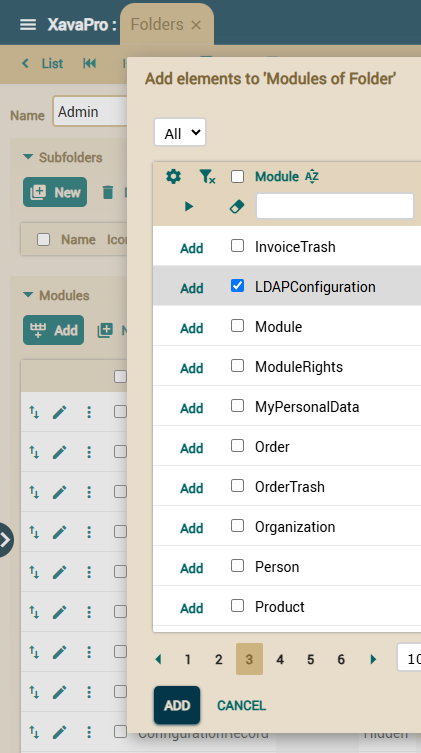 XavaPro :
Folders
List
Add elements to 'Modules of Folder'
Name
Admin
All
Subfolders
New
Module
Name
Add InvoiceTrash
Add LDAPConfiguration
Modules
Add
Add Module
Add ModuleRights
Add MyPersonalData
Add Order
Add OrderTrash
Add Organization
Add Person
Add Product
1 2 3 4 5 6
10
ADD
CANCEL
ConfigurationRecord
Hidden